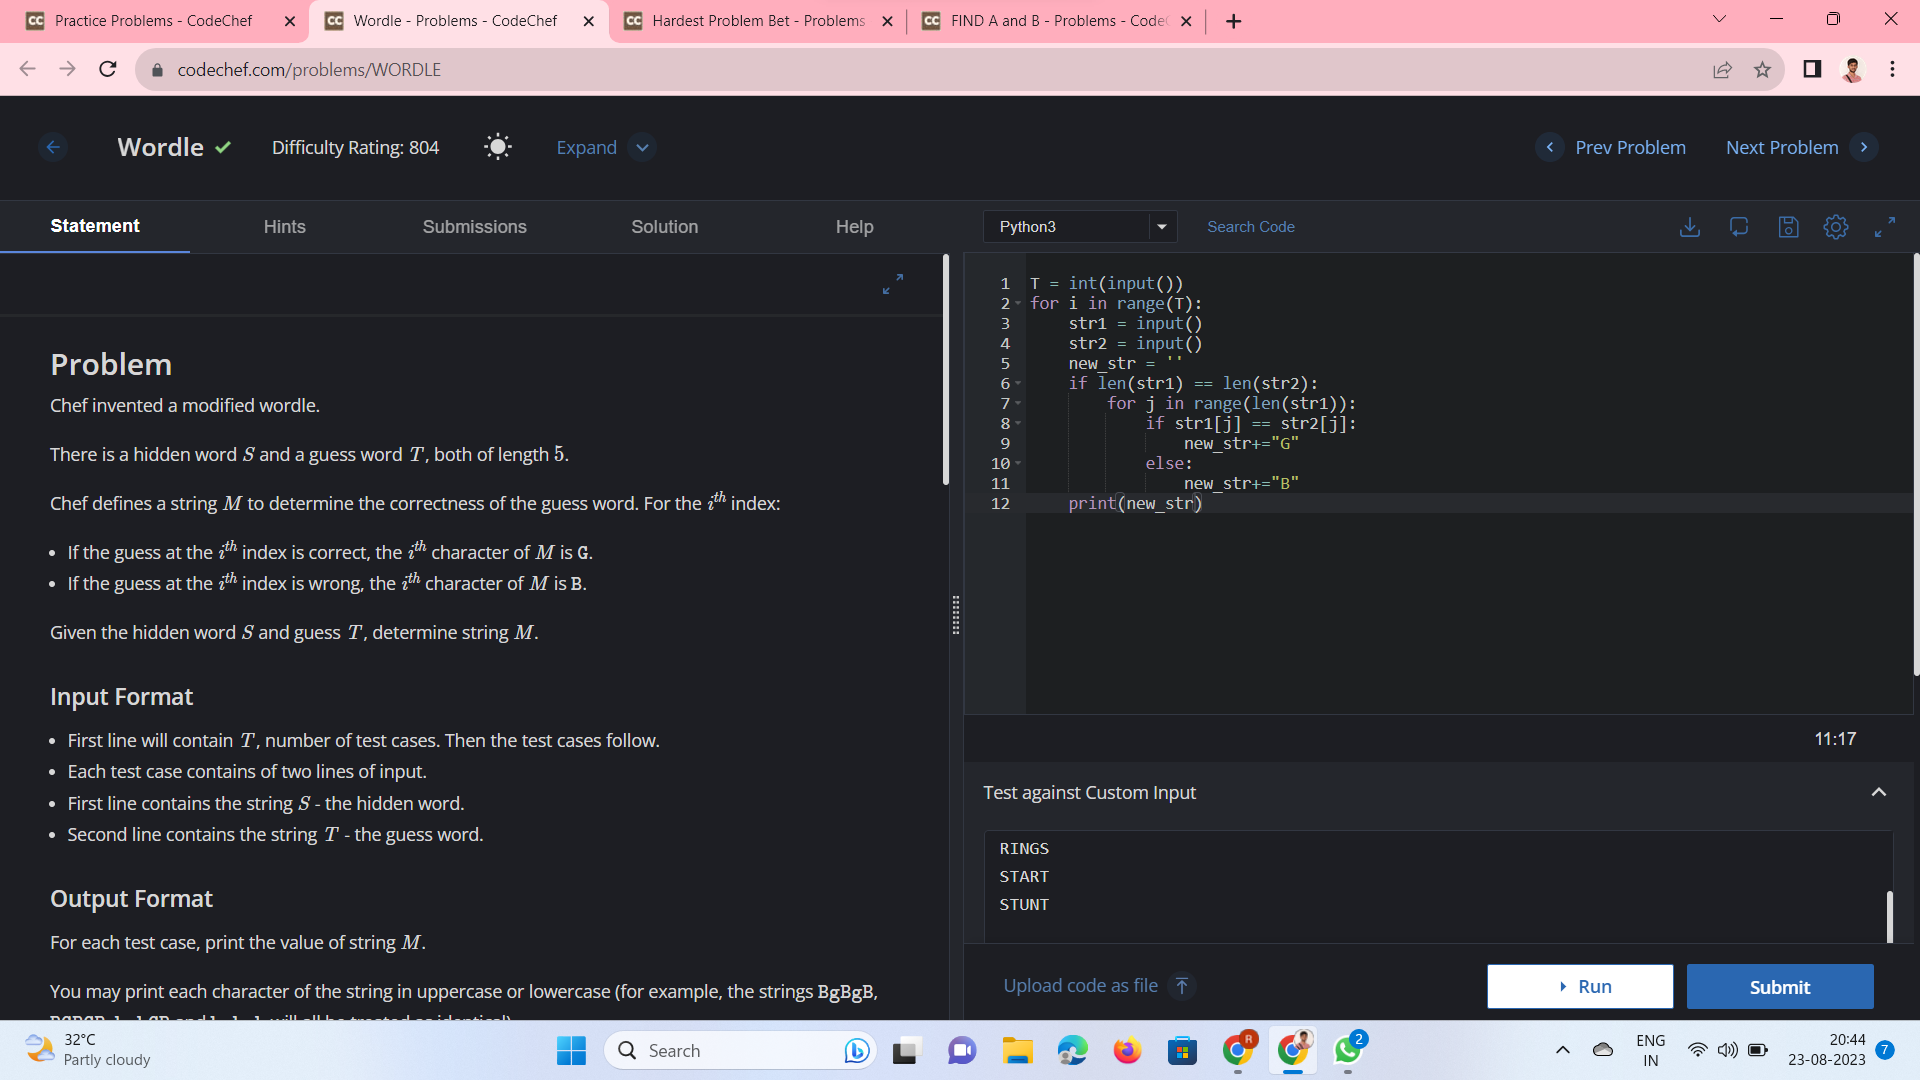 Practice Problems - CodeChef
Wordle - Problems - CodeChef
Hardest Problem Bet - Problems
FIND A and B - Problems - Code
codechef.com/problems/WORDLE
Wordle
Difficulty Rating: 804
Expand
Prev Problem
Next Problem
Statement
Hints
Submissions
Solution
Help
Problem
Chef invented a modified wordle.
There is a hidden word S and a guess word T, both of length 5.
Chef defines a string M to determine the correctness of the guess word. For the i^th index:
• If the guess at the i^th index is correct, the i^th character of M is G.
• If the guess at the i^th index is wrong, the i^th character of M is B.
Given the hidden word S and guess T, determine string M.
Input Format
• First line will contain T, number of test cases. Then the test cases follow.
• Each test case contains of two lines of input.
• First line contains the string S - the hidden word.
• Second line contains the string T - the guess word.
Output Format
For each test case, print the value of string M.
You may print each character of the string in uppercase or lowercase (for example, the strings BgBgB,
Python3
Search Code
1 T = int(input())
2 for i in range(T):
3 str1 = input()
4 str2 = input()
5 new_str = ''
6 if len(str1) == len(str2):
7 for j in range(len(str1)):
8 if str1[j] == str2[j]:
9 new_str+="G"
10 else:
11 new_str+="B"
12 print(new_str)
11:17
Test against Custom Input
RINGS
START
STUNT
Upload code as file
Run
Submit
32°C
Partly cloudy
Search
R
2
ENG
IN
20:44
23-08-2023
7